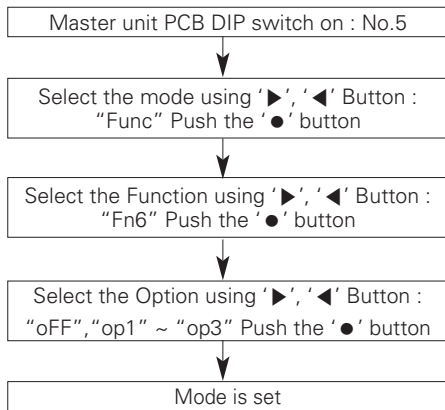 Master unit PCB DIP switch on : No.5
Select the mode using ‘▶’, ‘◀’ Button :
“Func” Push the ‘●’ button
Select the Function using ‘▶’, ‘◀’ Button :
“Fn6” Push the ‘●’ button
Select the Option using ‘▶’, ‘◀’ Button :
“oFF”,“op1” ~ “op3” Push the ‘●’ button
Mode is set